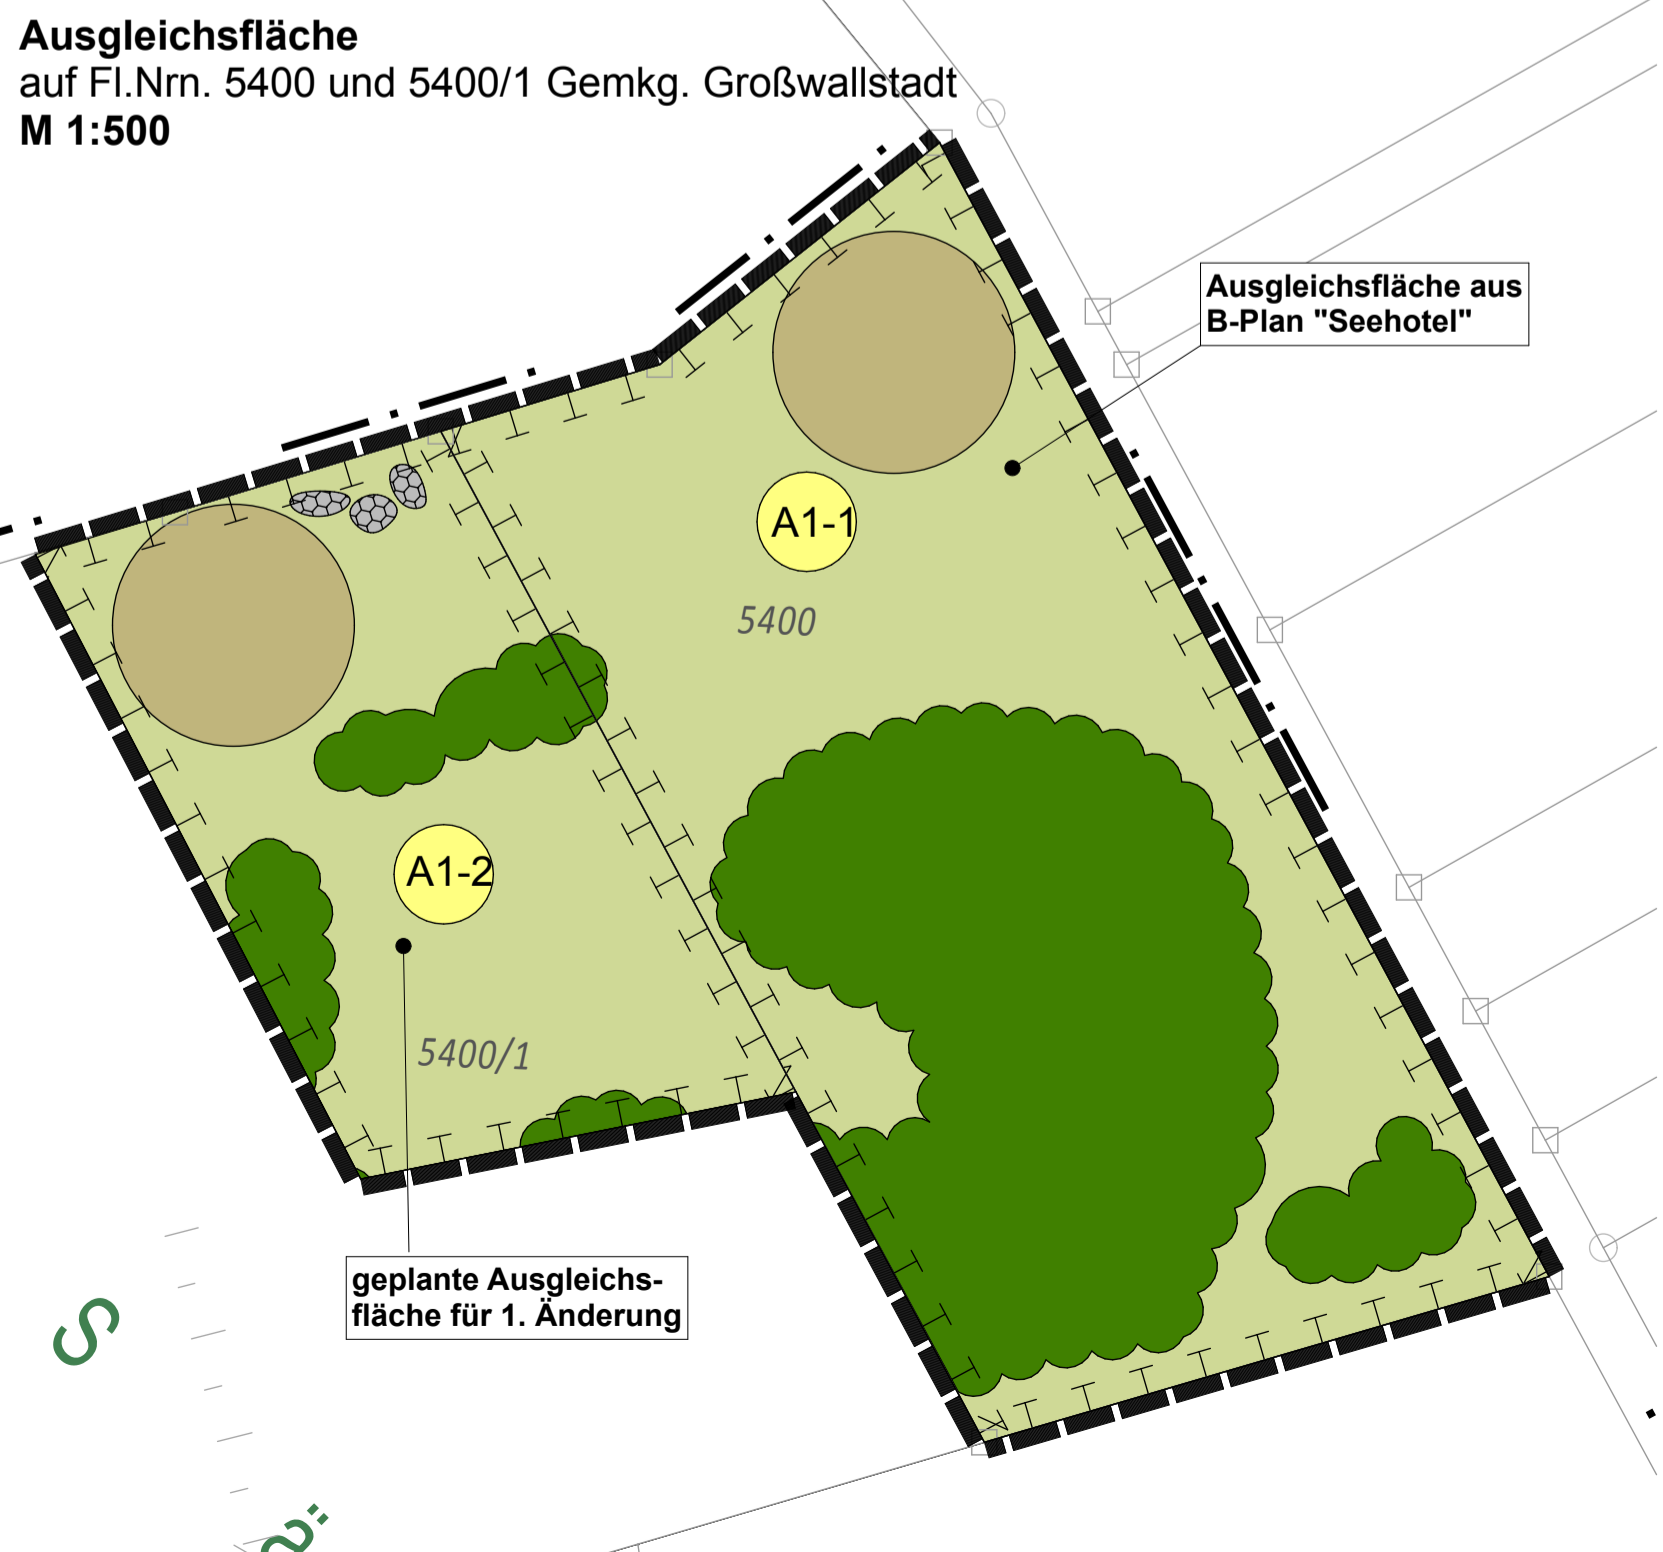 Ausgleichsfläche
auf Fl.Nrn. 5400 und 5400/1 Gemkg. Großwallstadt
M 1:500
Ausgleichsfläche aus
B-Plan "Seehotel"
A1-1
5400
A1-2
5400/1
geplante Ausgleichs-
fläche für 1. Änderung
S